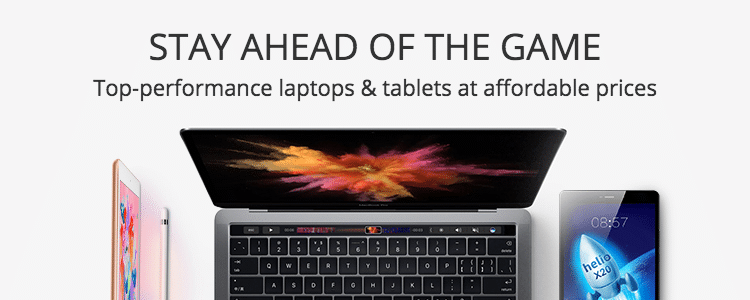 STAY AHEAD OF THE GAME
Top-performance laptops & tablets at affordable prices
08:57
helio
X20
Q W E R T Y U I O P